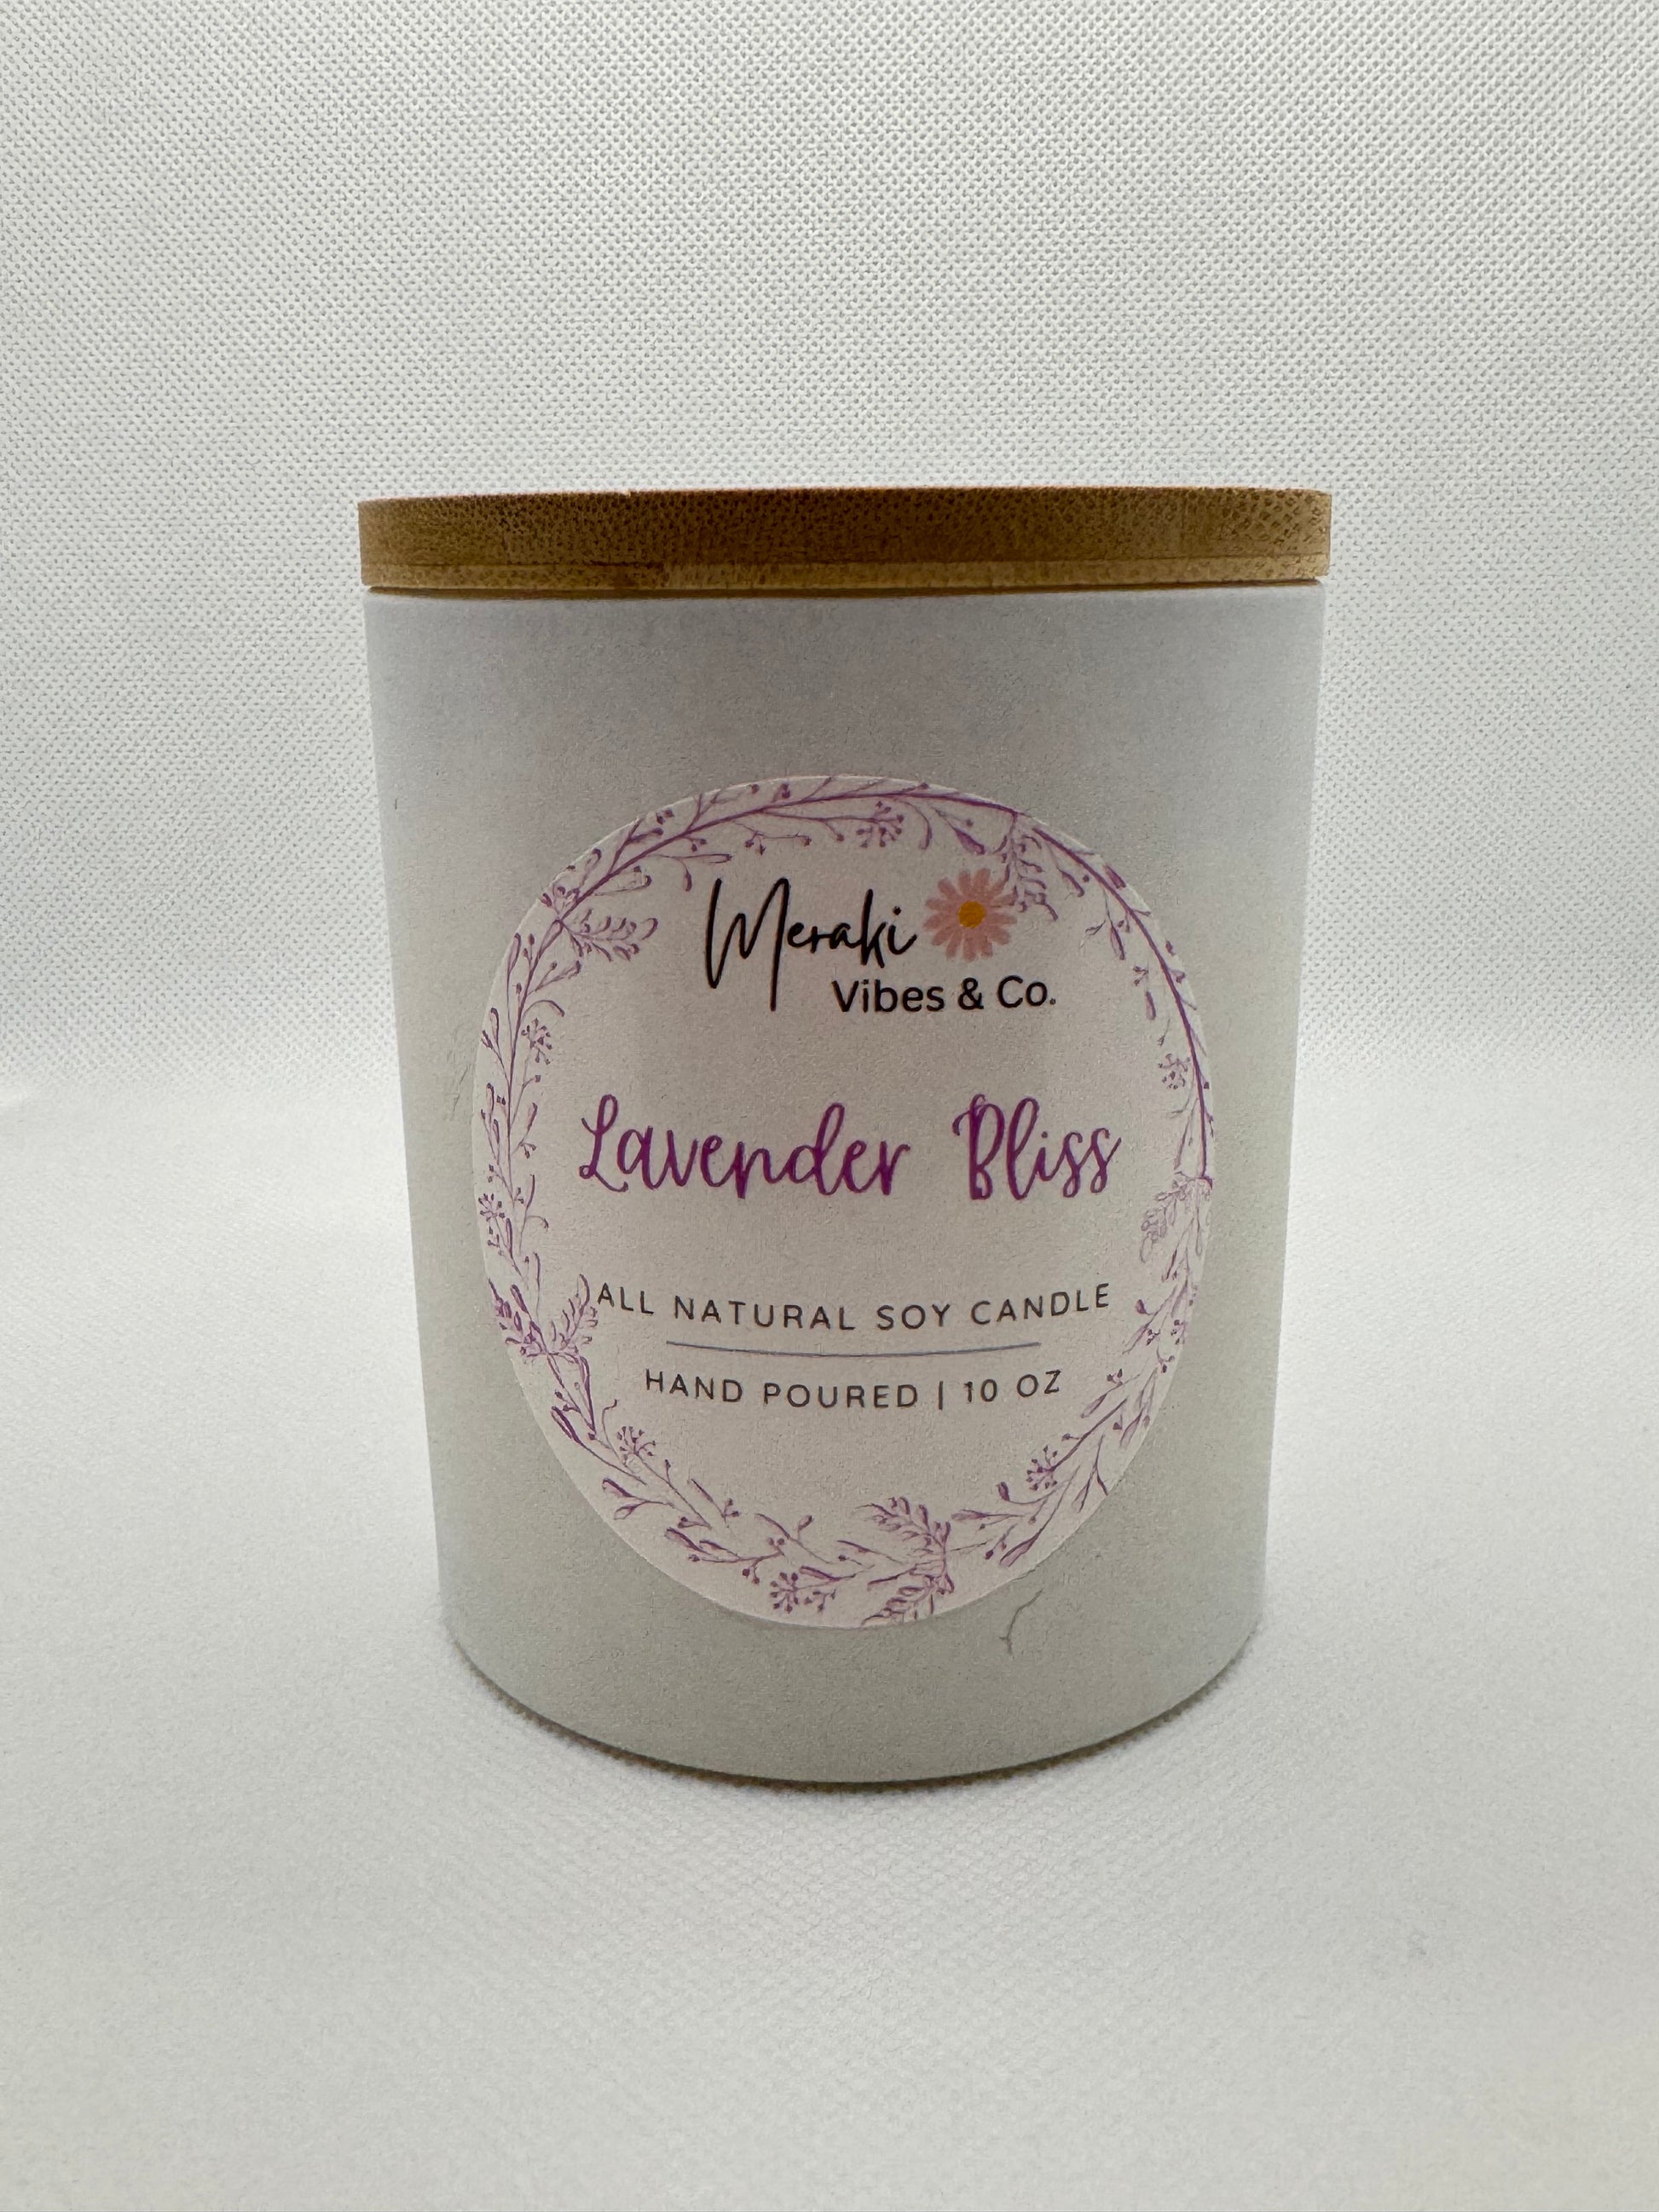 Meraki
Vibes & Co.
Lavender Bliss
ALL NATURAL SOY CANDLE
HAND POURED | 10 OZ